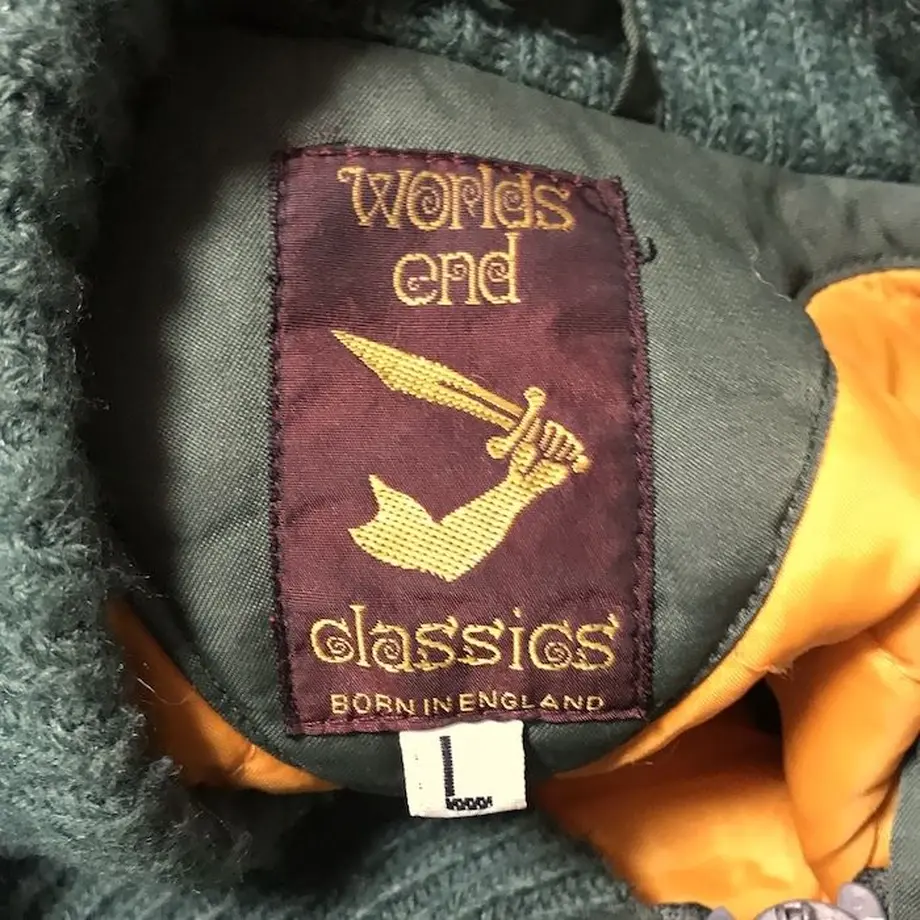 worlds
end
classics
BORN IN ENGLAND
L